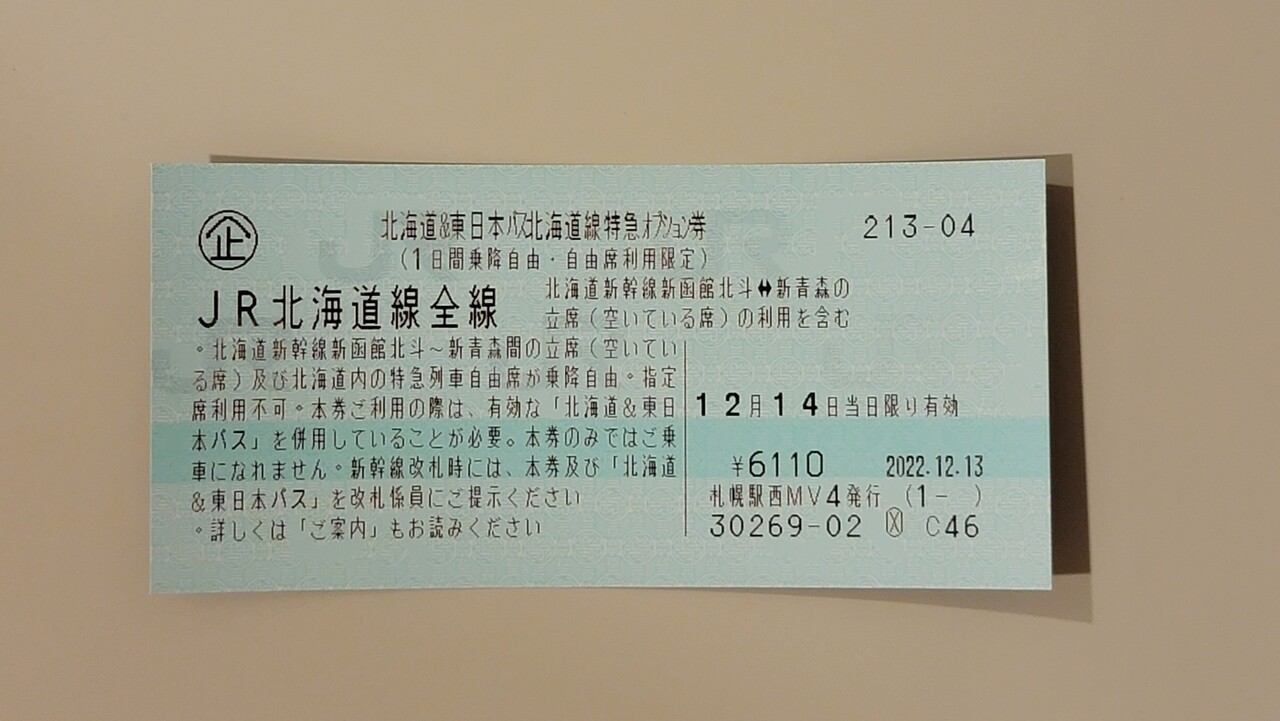 企
北海道&東日本パス北海道線特急オプション券
213-04
(1日間乗降自由・自由席利用限定)
JR北海道線全線
北海道新幹線新函館北斗⬌新青森の
立席(空いている席)の利用を含む
。北海道新幹線新函館北斗~新青森間の立席(空いてい
る席)及び北海道内の特急列車自由席が乗降自由。指定
席利用不可。本券ご利用の際は、有効な「北海道&東日
本パス」を併用していることが必要。本券のみではご乗
車になれません。新幹線改札時には、本券及び「北海道
&東日本パス」を改札係員にご提示ください
。詳しくは「ご案内」もお読みください
12月14日当日限り有効
¥6110
2022.12.13
札幌駅西MV4発行 (1- )
30269-02 ☒ C46